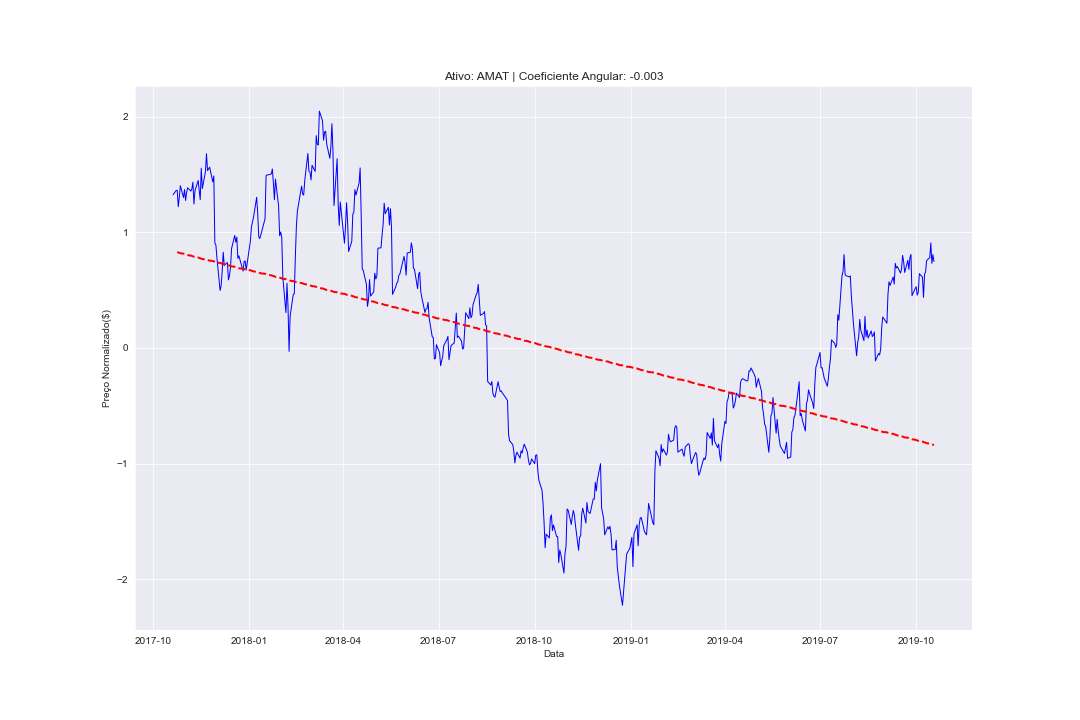 Ativo: AMAT | Coeficiente Angular: -0.003
Preço Normalizado($)
2
1
0
−1
−2
2017-10 2018-01 2018-04 2018-07 2018-10 2019-01 2019-04 2019-07 2019-10
Data